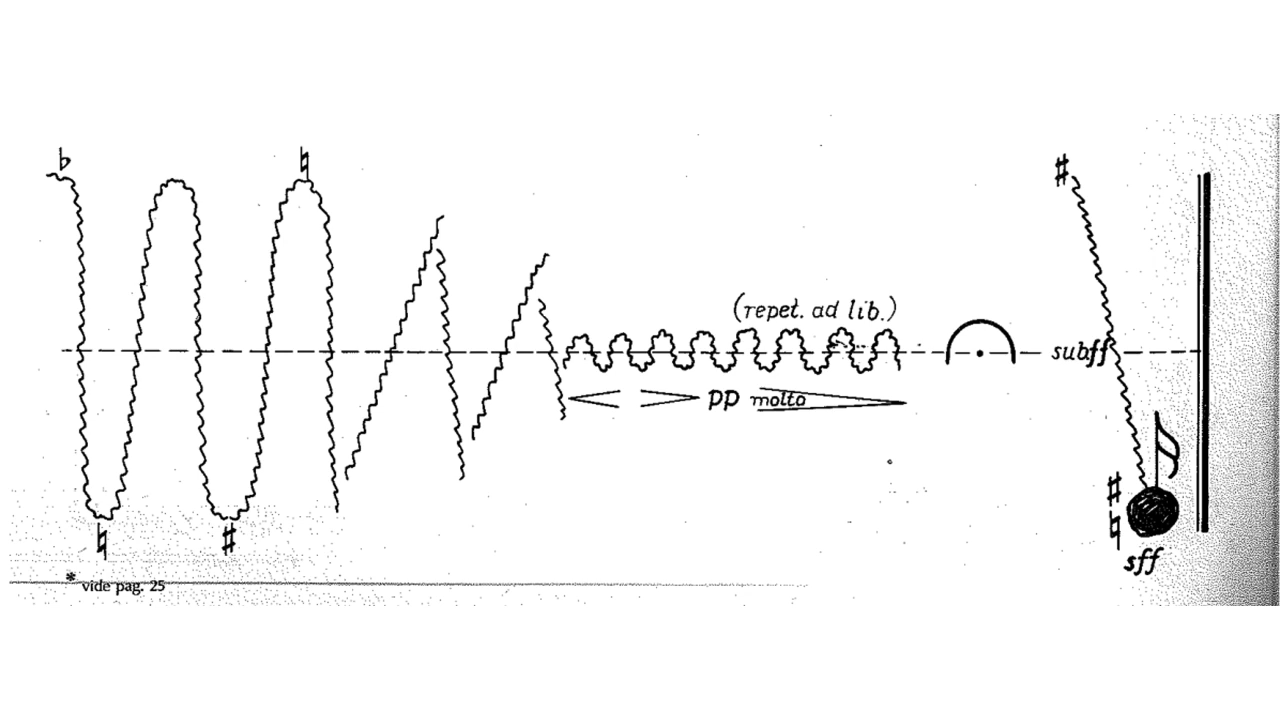 (repet. ad lib.)
subff
pp molto
sff
* vide pag. 25